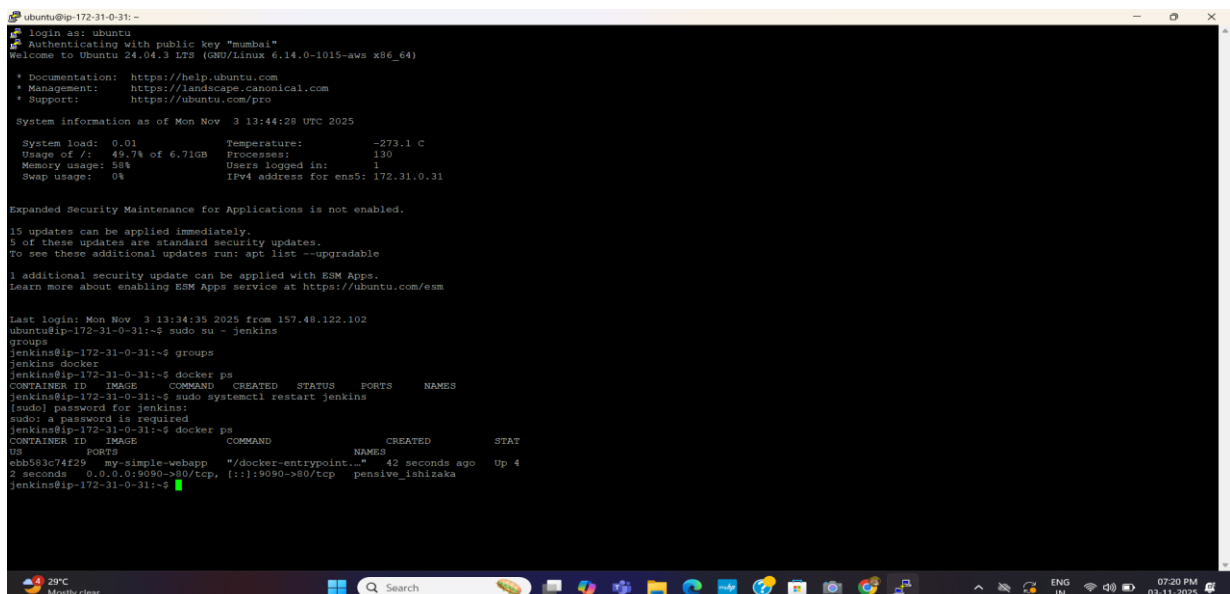 ubuntu@ip-172-31-0-31: ~
login as: ubuntu
Authenticating with public key "mumbai"
Welcome to Ubuntu 24.04.3 LTS (GNU/Linux 6.14.0-1015-aws x86_64)
* Documentation:  https://help.ubuntu.com
* Management:     https://landscape.canonical.com
* Support:        https://ubuntu.com/pro
System information as of Mon Nov  3 13:44:28 UTC 2025
System load:  0.01              Temperature:           -273.1 C
Usage of /:   49.7% of 6.71GB   Processes:             130
Memory usage: 58%               Users logged in:       1
Swap usage:   0%                IPv4 address for ens5: 172.31.0.31
Expanded Security Maintenance for Applications is not enabled.
15 updates can be applied immediately.
5 of these updates are standard security updates.
To see these additional updates run: apt list --upgradable
1 additional security update can be applied with ESM Apps.
Learn more about enabling ESM Apps service at https://ubuntu.com/esm
Last login: Mon Nov  3 13:34:35 2025 from 157.48.122.102
ubuntu@ip-172-31-0-31:~$ sudo su - jenkins
groups
jenkins@ip-172-31-0-31:~$ groups
jenkins docker
jenkins@ip-172-31-0-31:~$ docker ps
CONTAINER ID   IMAGE     COMMAND   CREATED   STATUS    PORTS     NAMES
jenkins@ip-172-31-0-31:~$ sudo systemctl restart jenkins
[sudo] password for jenkins:
sudo: a password is required
jenkins@ip-172-31-0-31:~$ docker ps
CONTAINER ID   IMAGE              COMMAND                  CREATED          STAT
US          PORTS                                     NAMES
ebb583c74f29   my-simple-webapp   "/docker-entrypoint.…"   42 seconds ago   Up 4
2 seconds   0.0.0.0:9090->80/tcp, [::]:9090->80/tcp   pensive_ishizaka
jenkins@ip-172-31-0-31:~$
4
29°C
Mostly clear
Search
ENG
IN
07:20 PM
03-11-2025